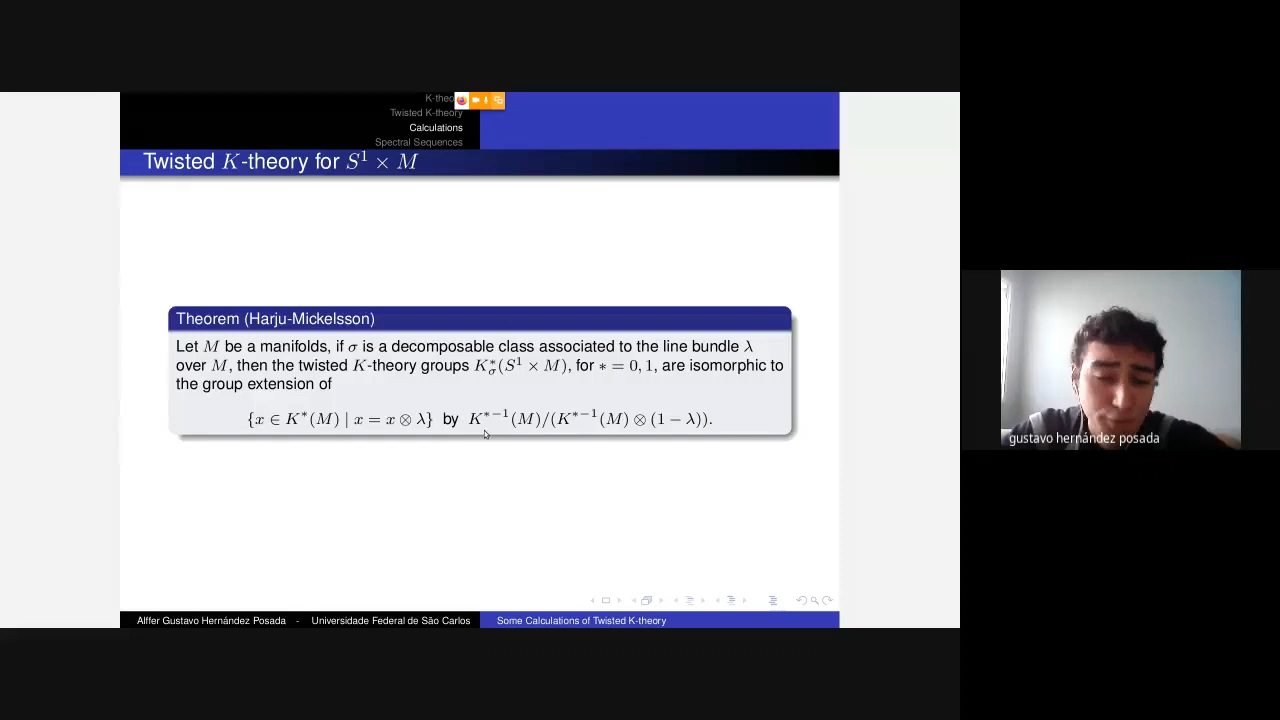 K-theo
Twisted K-theory
Calculations
Spectral Sequences
Twisted K-theory for S¹ × M
Theorem (Harju-Mickelsson)
Let M be a manifolds, if σ is a decomposable class associated to the line bundle λ
over M, then the twisted K-theory groups K*_σ(S¹ × M), for * = 0, 1, are isomorphic to
the group extension of
{x ∈ K*(M) | x = x ⊗ λ} by K*⁻¹(M)/(K*⁻¹(M) ⊗ (1 − λ)).
gustavo hernández posada
Alffer Gustavo Hernández Posada - Universidade Federal de São Carlos
Some Calculations of Twisted K-theory